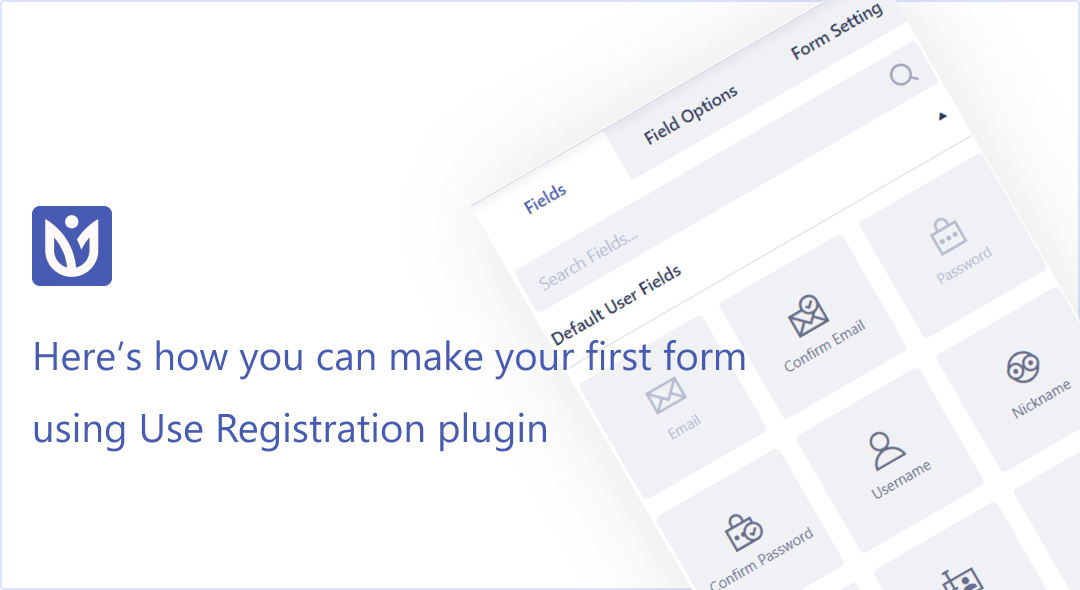 Form Setting
Field Options
Fields
Search Fields...
Default User Fields
Password
Confirm Email
Email
Nickname
Username
Confirm Password
Here’s how you can make your first form
using Use Registration plugin